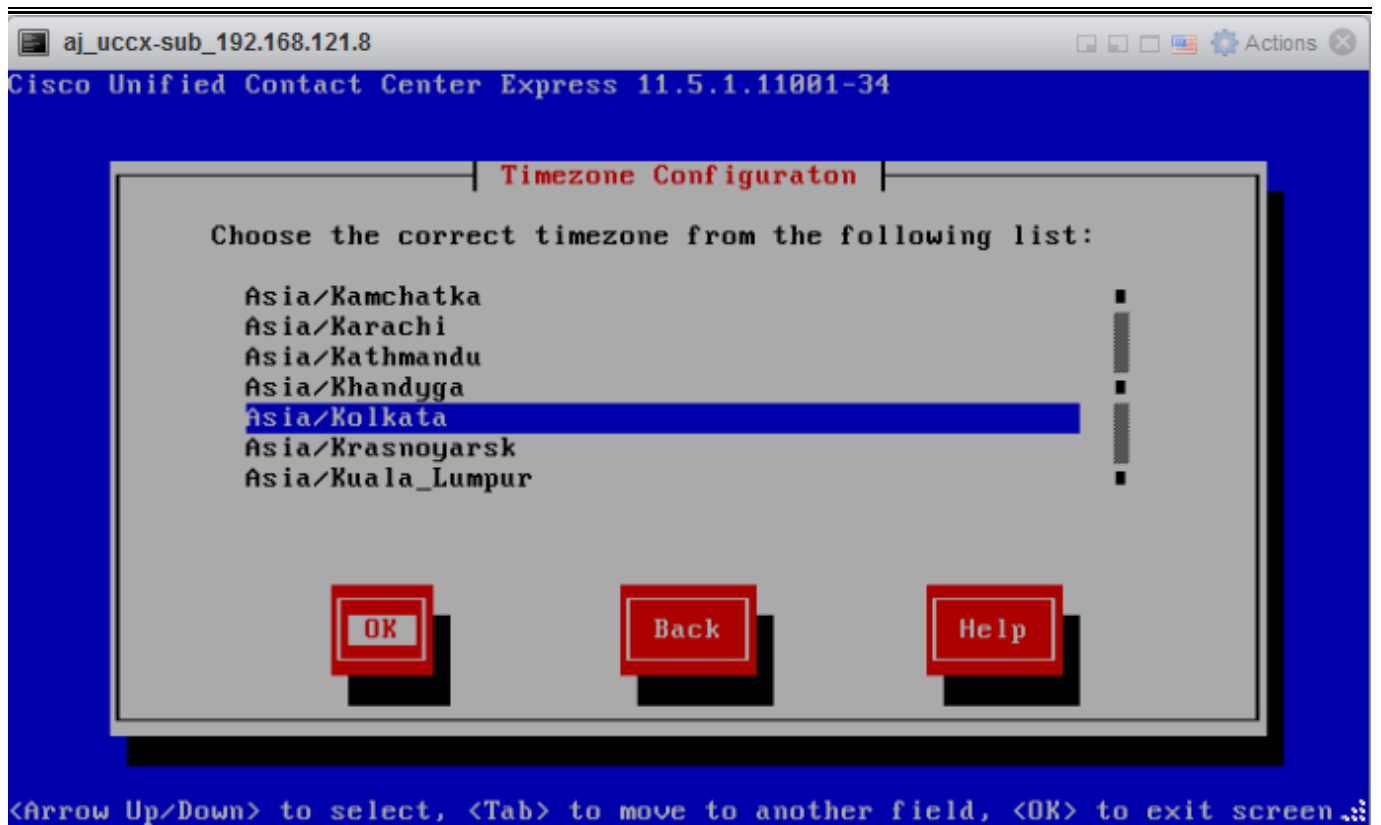 aj_uccx-sub_192.168.121.8
Actions
Cisco Unified Contact Center Express 11.5.1.11001-34
Timezone Configuraton
Choose the correct timezone from the following list:
Asia/Kamchatka
Asia/Karachi
Asia/Kathmandu
Asia/Khandyga
Asia/Kolkata
Asia/Krasnoyarsk
Asia/Kuala_Lumpur
OK
Back
Help
<Arrow Up/Down> to select, <Tab> to move to another field, <OK> to exit screen.